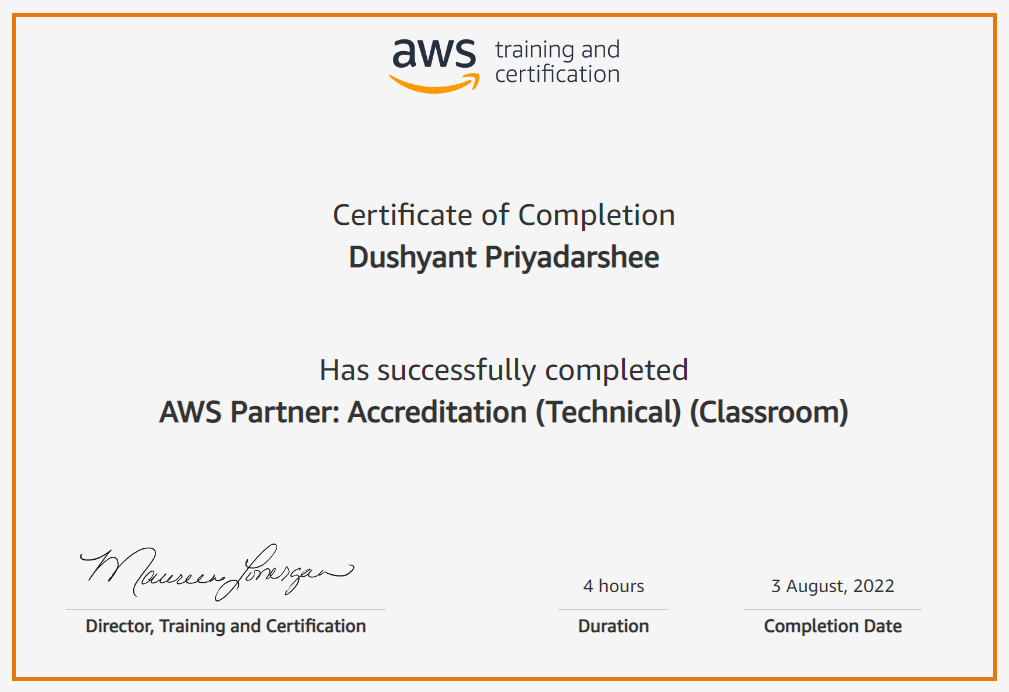 aws training and
certification
Certificate of Completion
Dushyant Priyadarshee
Has successfully completed
AWS Partner: Accreditation (Technical) (Classroom)
Maureen Lonergan
4 hours
3 August, 2022
Director, Training and Certification
Duration
Completion Date